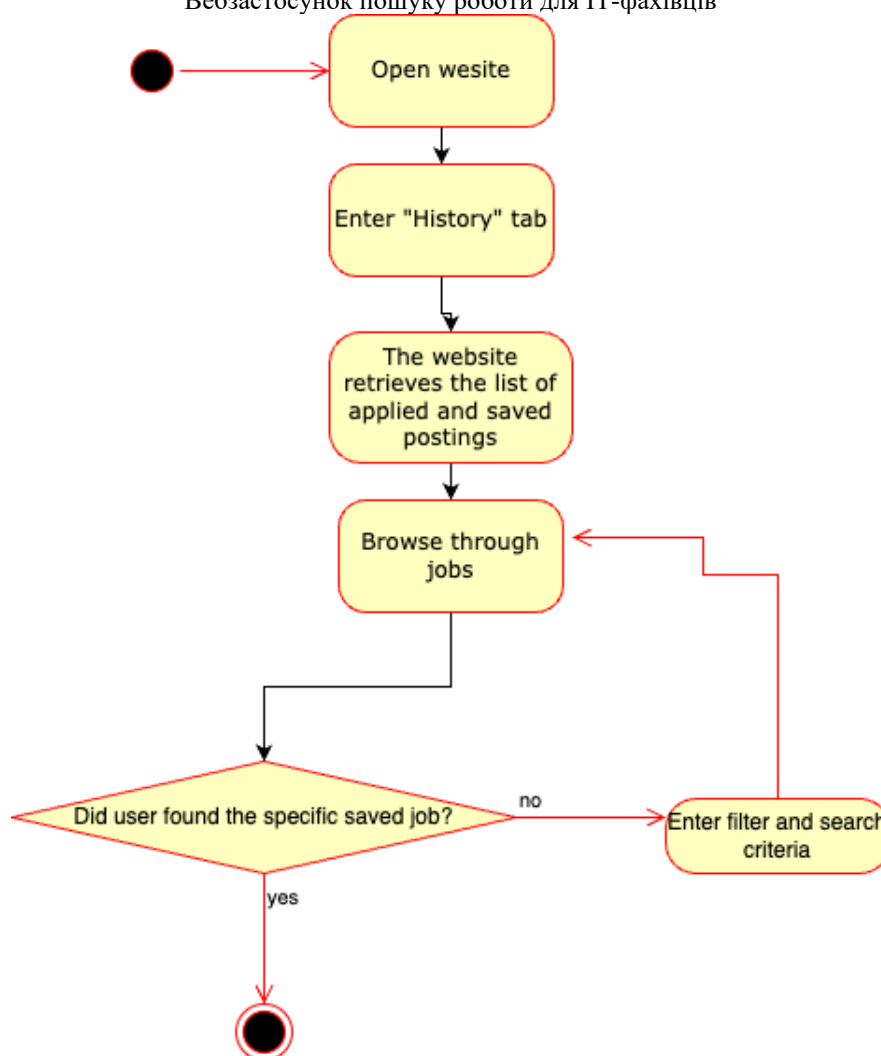 Вебзастосунок пошуку роботи для ІТ-фахівців
Open wesite
Enter "History" tab
The website
retrieves the list of
applied and saved
postings
Browse through
jobs
Did user found the specific saved job?
no
Enter filter and search
criteria
yes